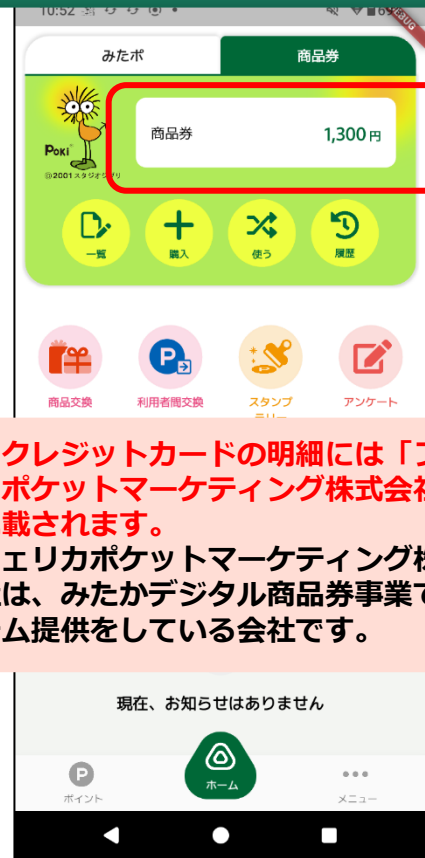 10:52
みたポ
商品券
商品券
1,300 円
POKI
©2001 スタジオジブリ
一覧
購入
使う
履歴
商品交換
利用者間交換
スタンプ
アンケート
クレジットカードの明細には「フ
ポケットマーケティング株式会社
載されます。
ェリカポケットマーケティング株
は、みたかデジタル商品券事業で
ム提供をしている会社です。
現在、お知らせはありません
P
ポイント
ホーム
メニュー